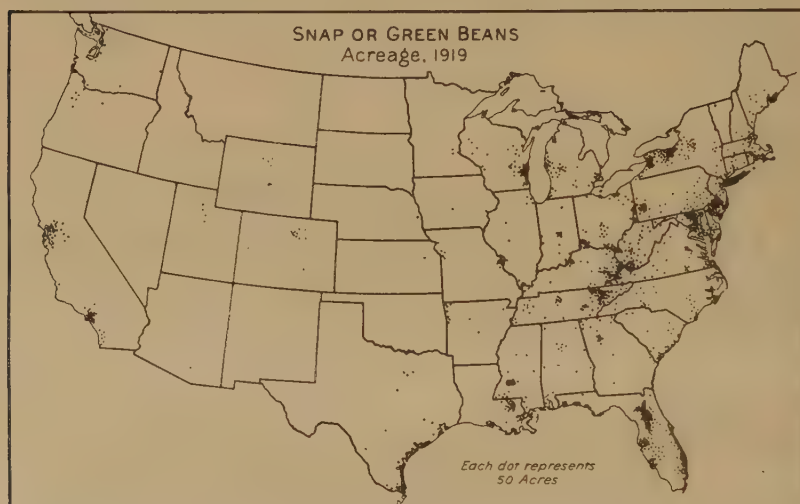 SNAP OR GREEN BEANS
Acreage, 1919
Each dot represents
50 Acres